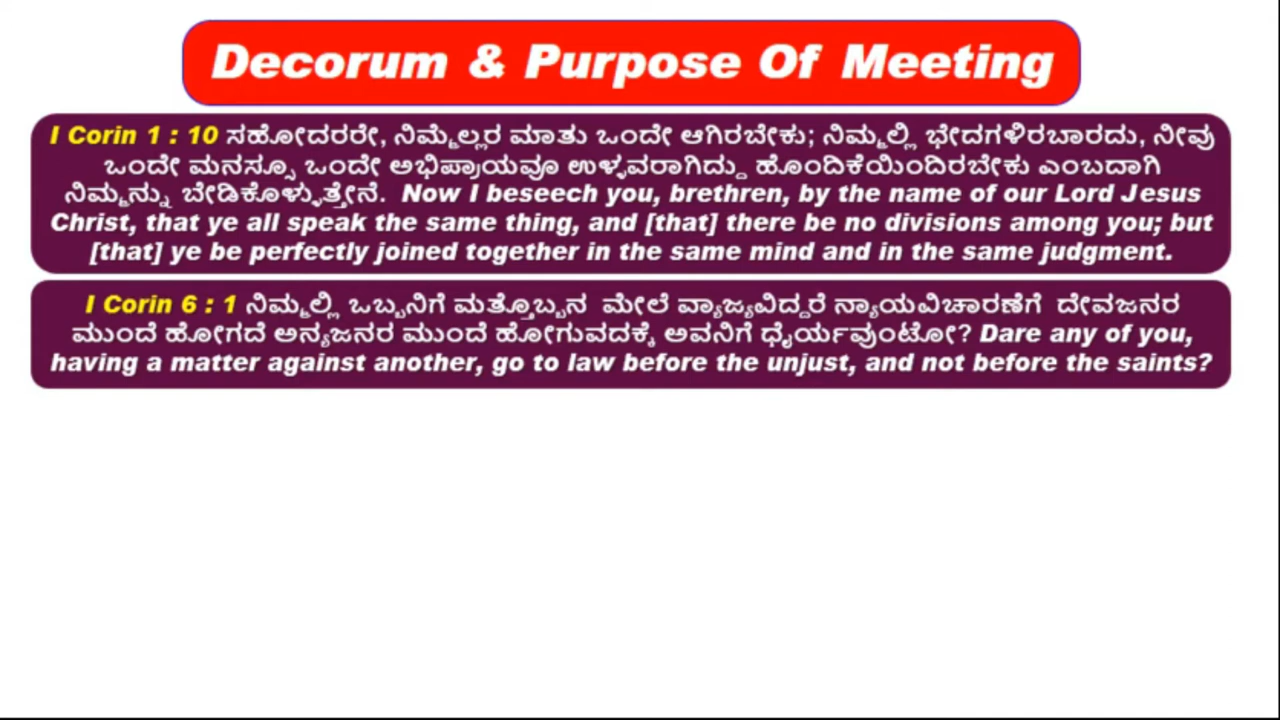 Decorum & Purpose Of Meeting
I Corin 1 : 10 ಸಹೋದರರೇ, ನಿಮ್ಮೆಲ್ಲರ ಮಾತು ಒಂದೇ ಆಗಿರಬೇಕು; ನಿಮ್ಮಲ್ಲಿ ಭೇದಗಳಿರಬಾರದು, ನೀವು
ಒಂದೇ ಮನಸ್ಸೂ ಒಂದೇ ಅಭಿಪ್ರಾಯವೂ ಉಳ್ಳವರಾಗಿದ್ದು ಹೊಂದಿಕೆಯಿಂದಿರಬೇಕು ಎಂಬದಾಗಿ
ನಿಮ್ಮನ್ನು ಬೇಡಿಕೊಳ್ಳುತ್ತೇನೆ. Now I beseech you, brethren, by the name of our Lord Jesus
Christ, that ye all speak the same thing, and [that] there be no divisions among you; but
[that] ye be perfectly joined together in the same mind and in the same judgment.
I Corin 6 : 1 ನಿಮ್ಮಲ್ಲಿ ಒಬ್ಬನಿಗೆ ಮತ್ತೊಬ್ಬನ ಮೇಲೆ ವ್ಯಾಜ್ಯವಿದ್ದರೆ ನ್ಯಾಯವಿಚಾರಣೆಗೆ ದೇವಜನರ
ಮುಂದೆ ಹೋಗದೆ ಅನ್ಯಜನರ ಮುಂದೆ ಹೋಗುವದಕ್ಕೆ ಅವನಿಗೆ ಧೈರ್ಯವುಂಟೋ? Dare any of you,
having a matter against another, go to law before the unjust, and not before the saints?